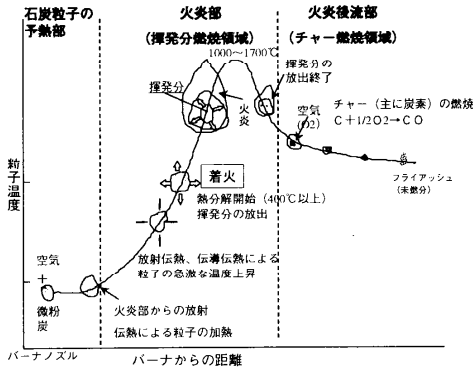 石炭粒子の
予熱部
火炎部
(揮発分燃焼領域)
火炎後流部
(チャー燃焼領域)
1000～1700℃
揮発分の
放出終了
揮発分
火
炎
空気
(O2)
チャー（主に炭素）の燃焼
C＋1/2O2→CO
フライアッシュ
(未燃分)
着火
熱分解開始（400℃以上）
揮発分の放出
粒子温度
放射伝熱、伝導伝熱による
粒子の急激な温度上昇
空気
＋
微粉
炭
火炎部からの放射
伝熱による粒子の加熱
バーナノズル
バーナからの距離